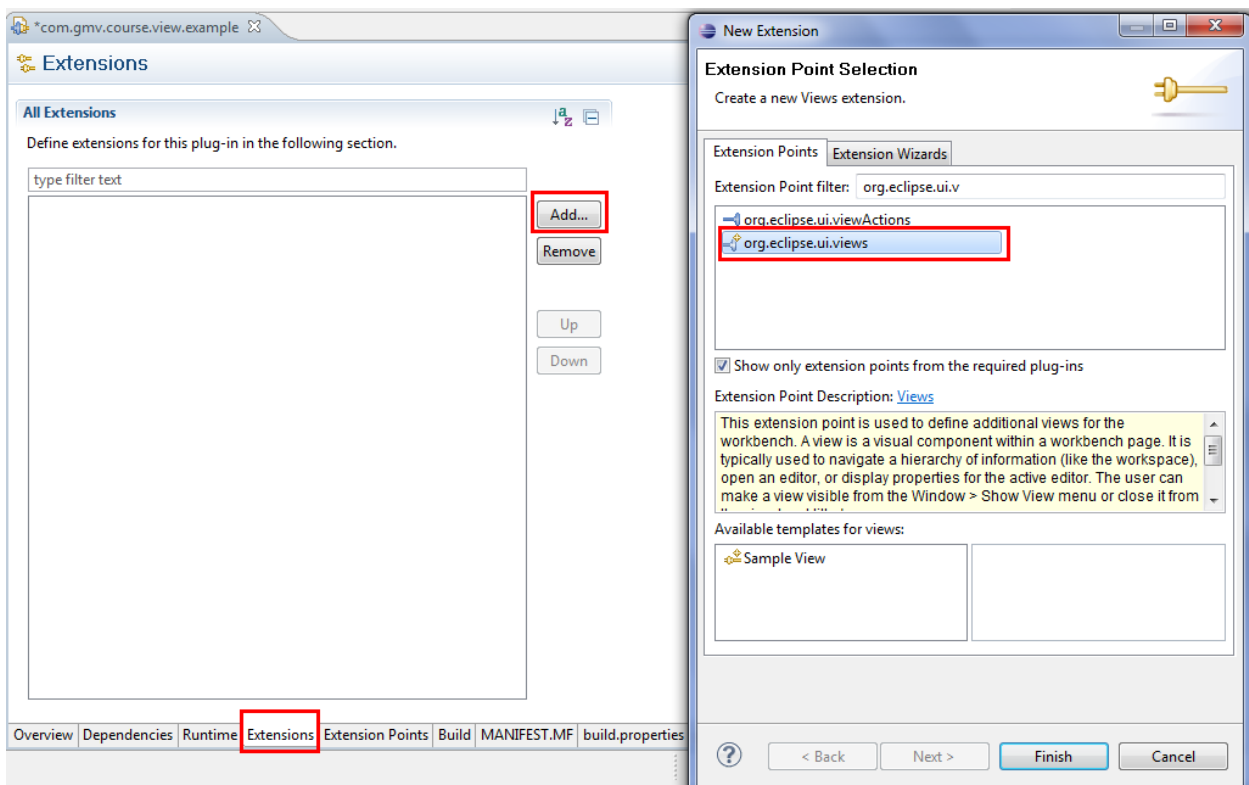 *com.gmv.course.view.example
Extensions
All Extensions
Define extensions for this plug-in in the following section.
type filter text
Add...
Remove
Up
Down
Overview Dependencies Runtime Extensions Extension Points Build MANIFEST.MF build.properties
New Extension
Extension Point Selection
Create a new Views extension.
Extension Points Extension Wizards
Extension Point filter: org.eclipse.ui.v
org.eclipse.ui.viewActions
org.eclipse.ui.views
Show only extension points from the required plug-ins
Extension Point Description: Views
This extension point is used to define additional views for the
workbench. A view is a visual component within a workbench page. It is
typically used to navigate a hierarchy of information (like the workspace),
open an editor, or display properties for the active editor. The user can
make a view visible from the Window > Show View menu or close it from
Available templates for views:
Sample View
< Back Next > Finish Cancel